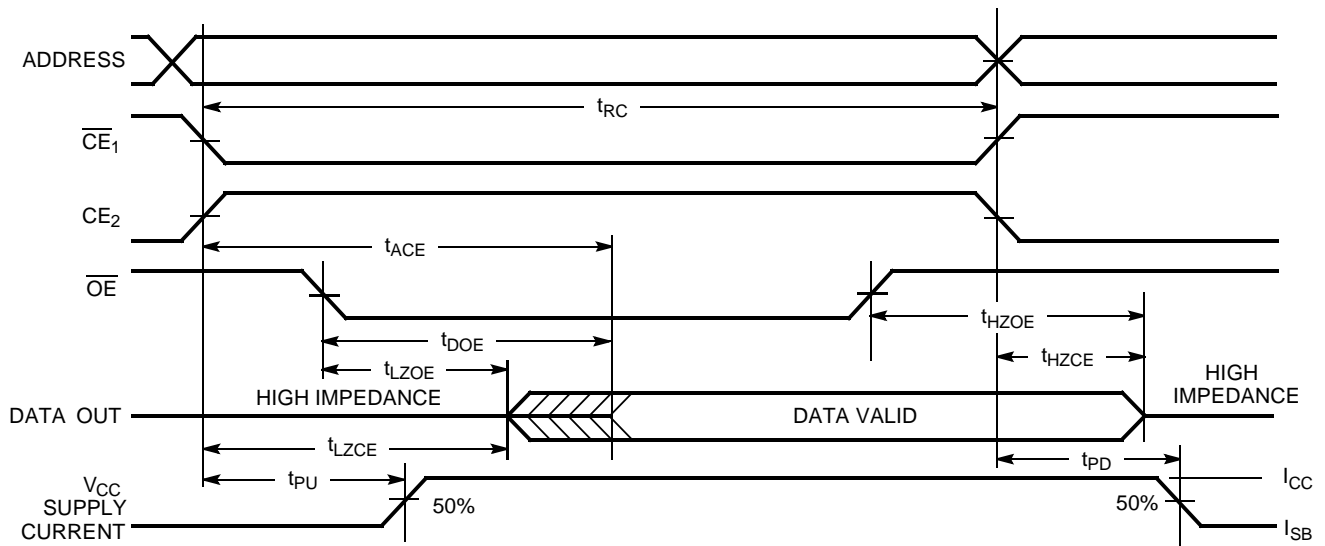 ADDRESS
tRC
CE1
CE2
tACE
OE
tHZOE
tDOE
tHZCE
tLZOE
HIGH IMPEDANCE
HIGH
IMPEDANCE
DATA OUT
DATA VALID
tLZCE
tPD
tPU
VCC
SUPPLY
CURRENT
50%
50%
ICC
ISB